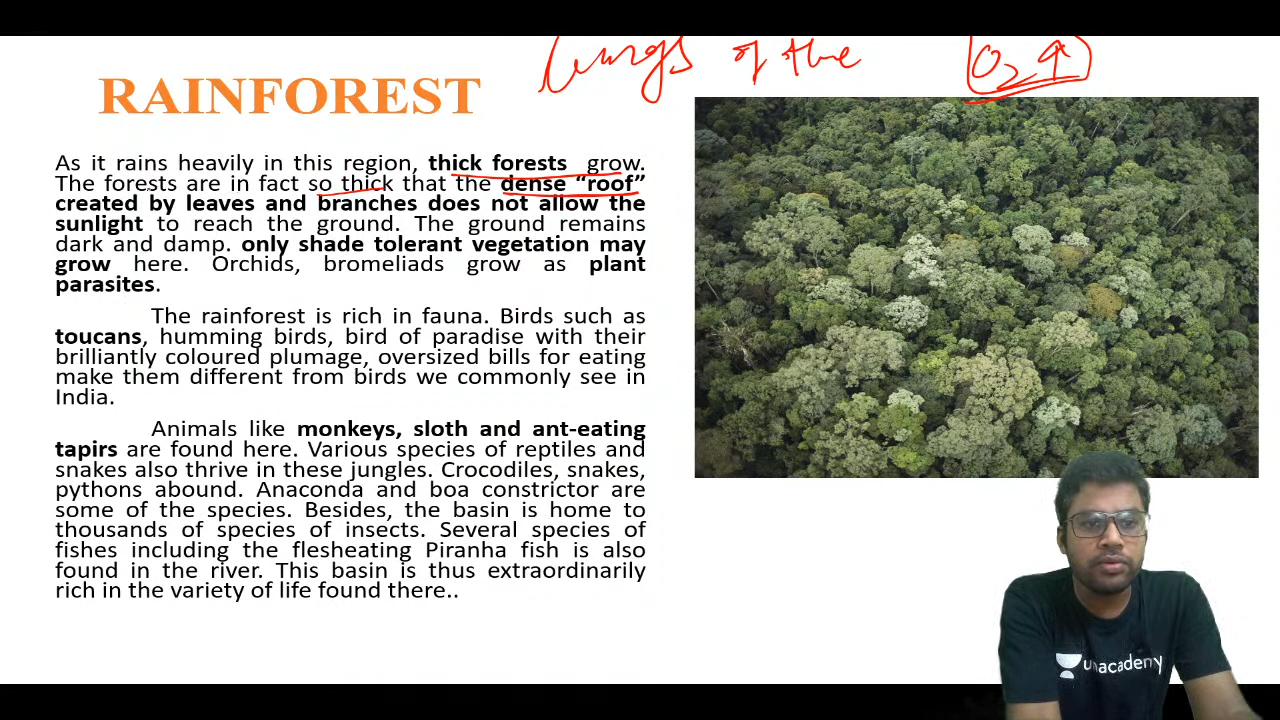 lungs of the O2 ↑
RAINFOREST
As it rains heavily in this region, thick forests grow.
The forests are in fact so thick that the dense “roof”
created by leaves and branches does not allow the
sunlight to reach the ground. The ground remains
dark and damp. only shade tolerant vegetation may
grow here. Orchids, bromeliads grow as plant
parasites.
The rainforest is rich in fauna. Birds such as
toucans, humming birds, bird of paradise with their
brilliantly coloured plumage, oversized bills for eating
make them different from birds we commonly see in
India.
Animals like monkeys, sloth and ant-eating
tapirs are found here. Various species of reptiles and
snakes also thrive in these jungles. Crocodiles, snakes,
pythons abound. Anaconda and boa constrictor are
some of the species. Besides, the basin is home to
thousands of species of insects. Several species of
fishes including the flesheating Piranha fish is also
found in the river. This basin is thus extraordinarily
rich in the variety of life found there..
unacademy